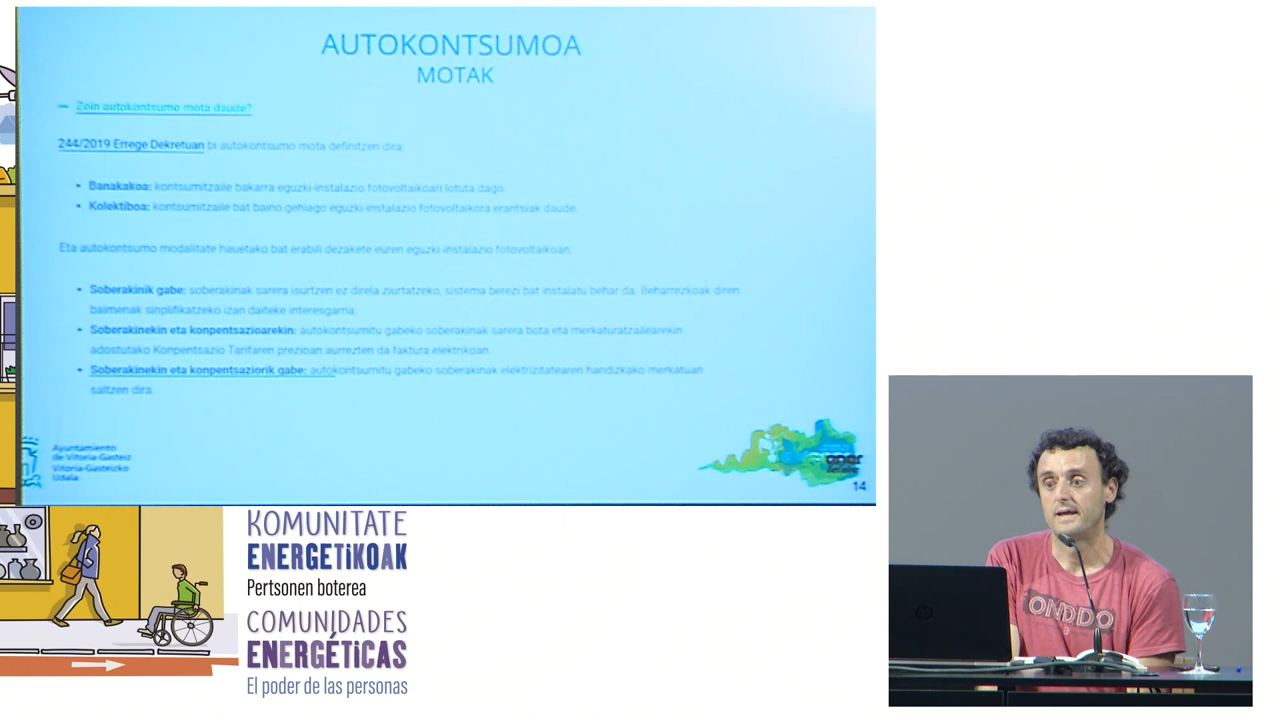 AUTOKONTSUMOA
MOTAK
— Zein autokontsumo mota daude?
244/2019 Errege Dekretuan bi autokontsumo mota definitzen dira:
• Banakakoa: kontsumitzaile bakarra eguzki-instalazio fotovoltaikoari lotuta dago.
• Kolektiboa: kontsumitzaile bat baino gehiago eguzki-instalazio fotovoltaikora erantsiak daude.
Eta autokontsumo modalitate hauetako bat erabili dezakete euren eguzki-instalazio fotovoltaikoan:
• Soberakinik gabe: soberakinak sarera isurtzen ez direla ziurtatzeko, sistema berezi bat instalatu behar da. Beharrezkoak diren
baimenak sinplifikatzeko izan daiteke interesgarria.
• Soberakinekin eta konpentsazioarekin: autokontsumitu gabeko soberakinak sarera bota eta merkaturatzailearekin
adostutako Konpentsazio Tarifaren prezioan aurrezten da faktura elektrikoan.
• Soberakinekin eta konpentsaziorik gabe: autokontsumitu gabeko soberakinak elektrizitatearen handizkako merkatuan
saltzen dira.
Ayuntamiento
de Vitoria-Gasteiz
Vitoria-Gasteizko
Udala
14
KOMUNITATE
ENERGETIKOAK
Pertsonen boterea
COMUNIDADES
ENERGÉTICAS
El poder de las personas
ONDDO